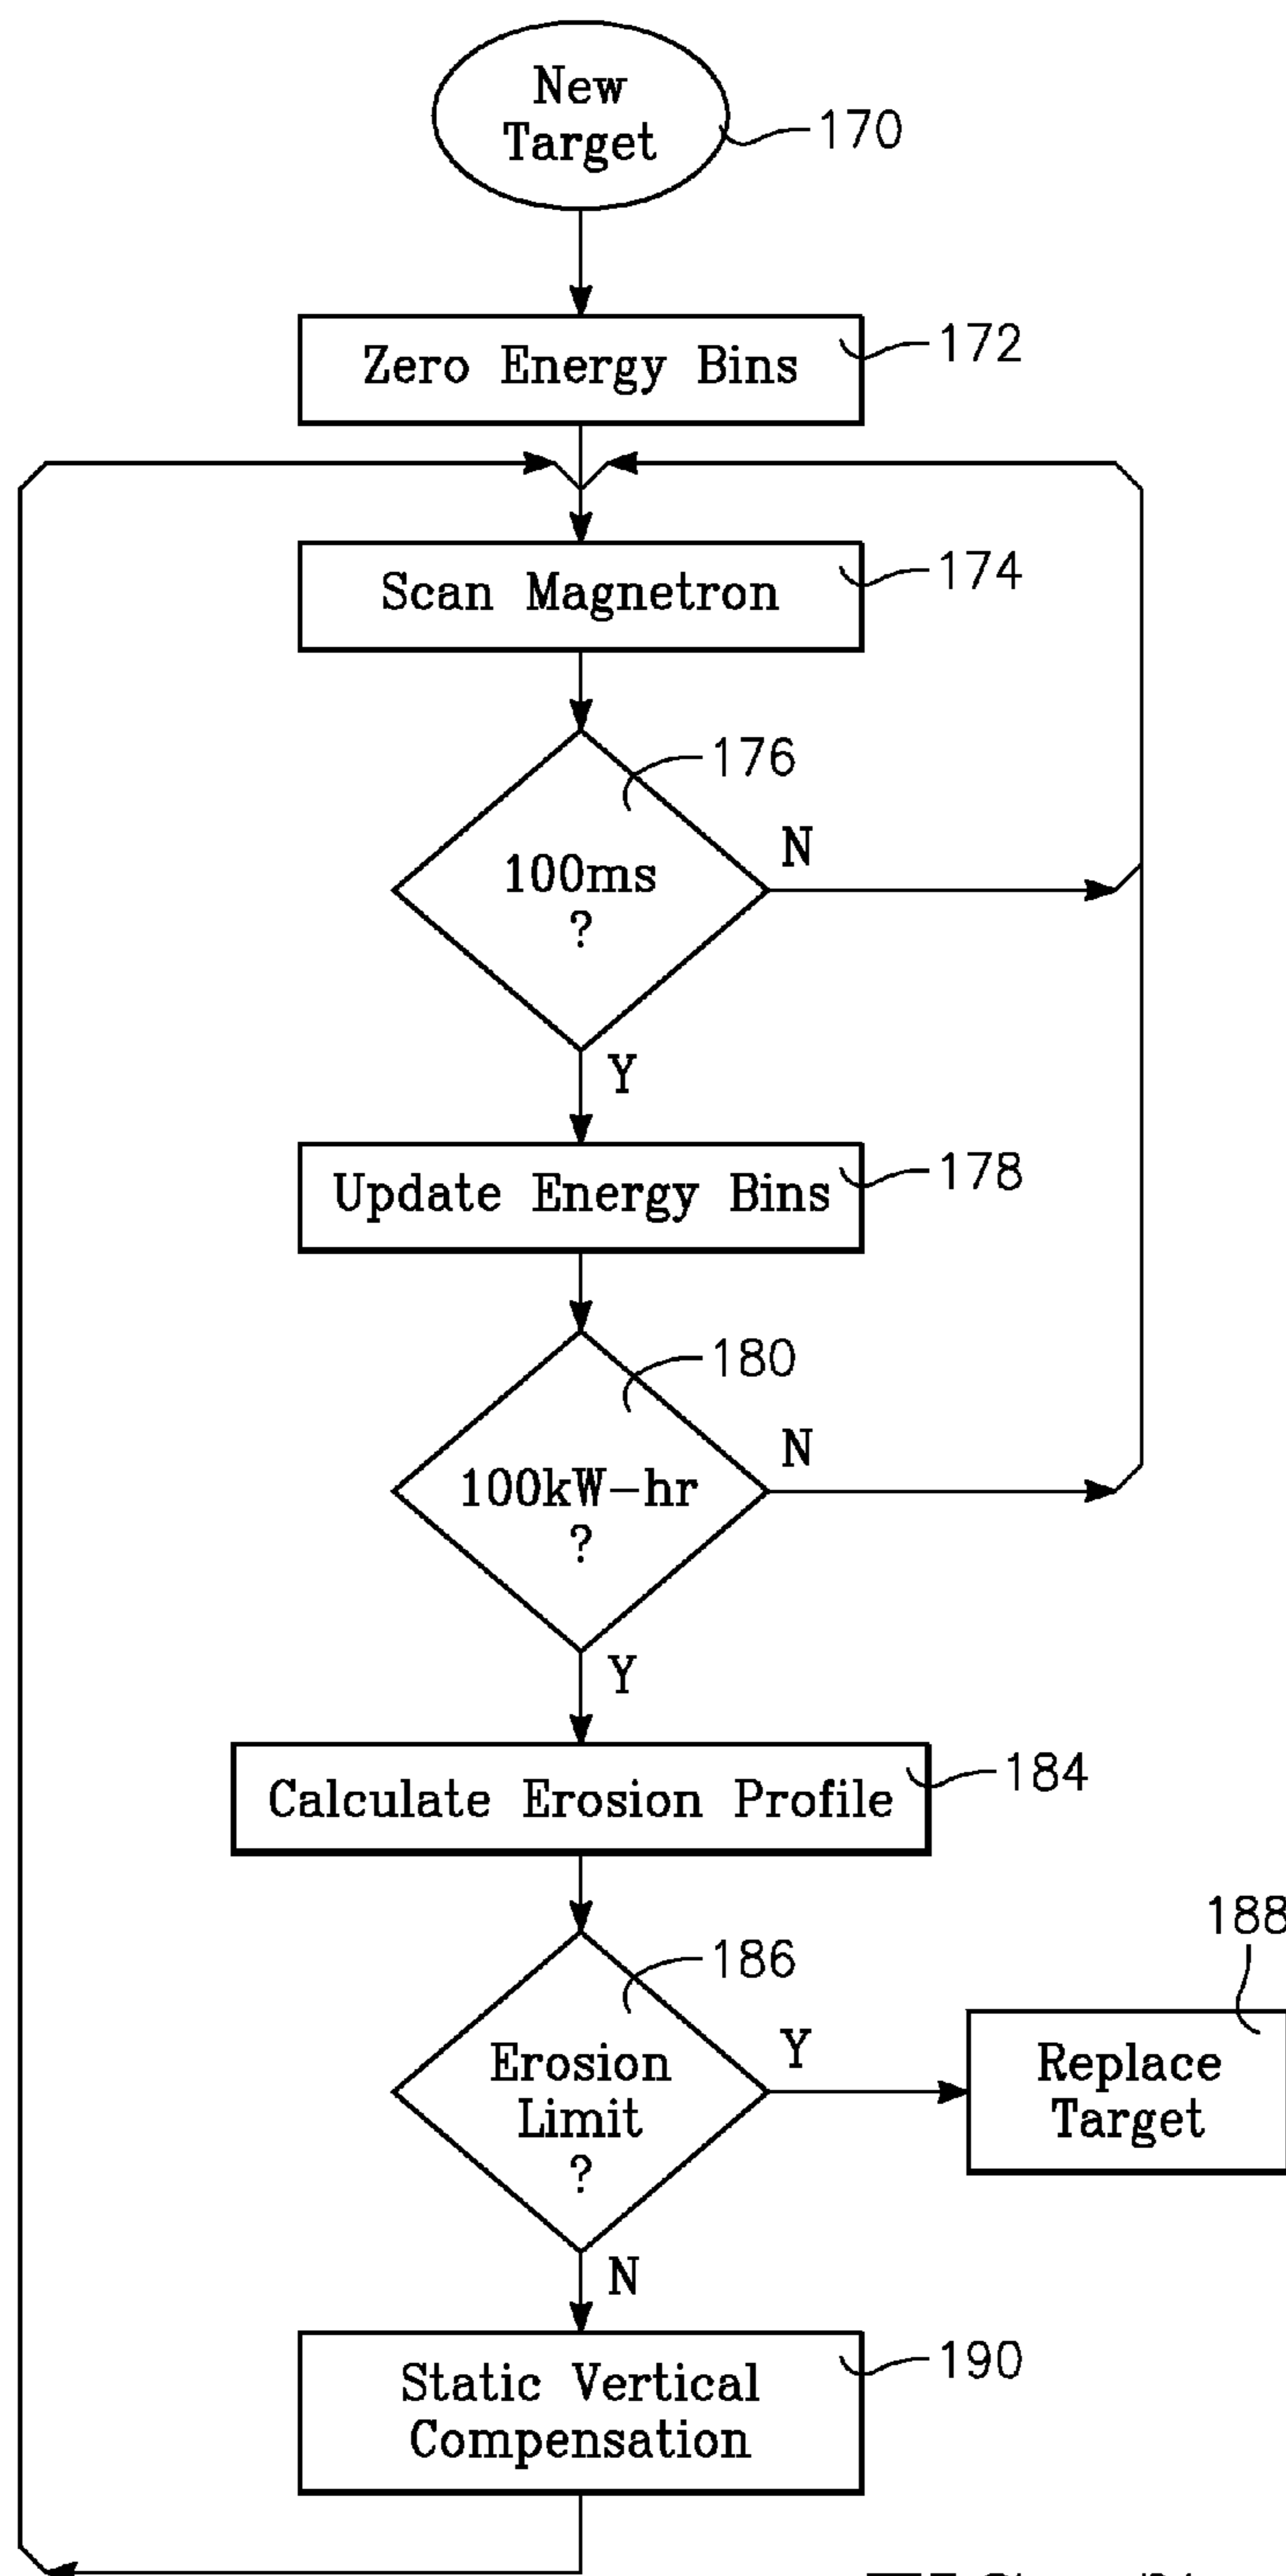 New
Target
170
Zero Energy Bins
172
Scan Magnetron
174
176
100ms
?
N
Y
Update Energy Bins
178
180
100kW-hr
?
N
Y
Calculate Erosion Profile
184
186
Erosion
Limit
?
Y
188
Replace
Target
N
Static Vertical
Compensation
190